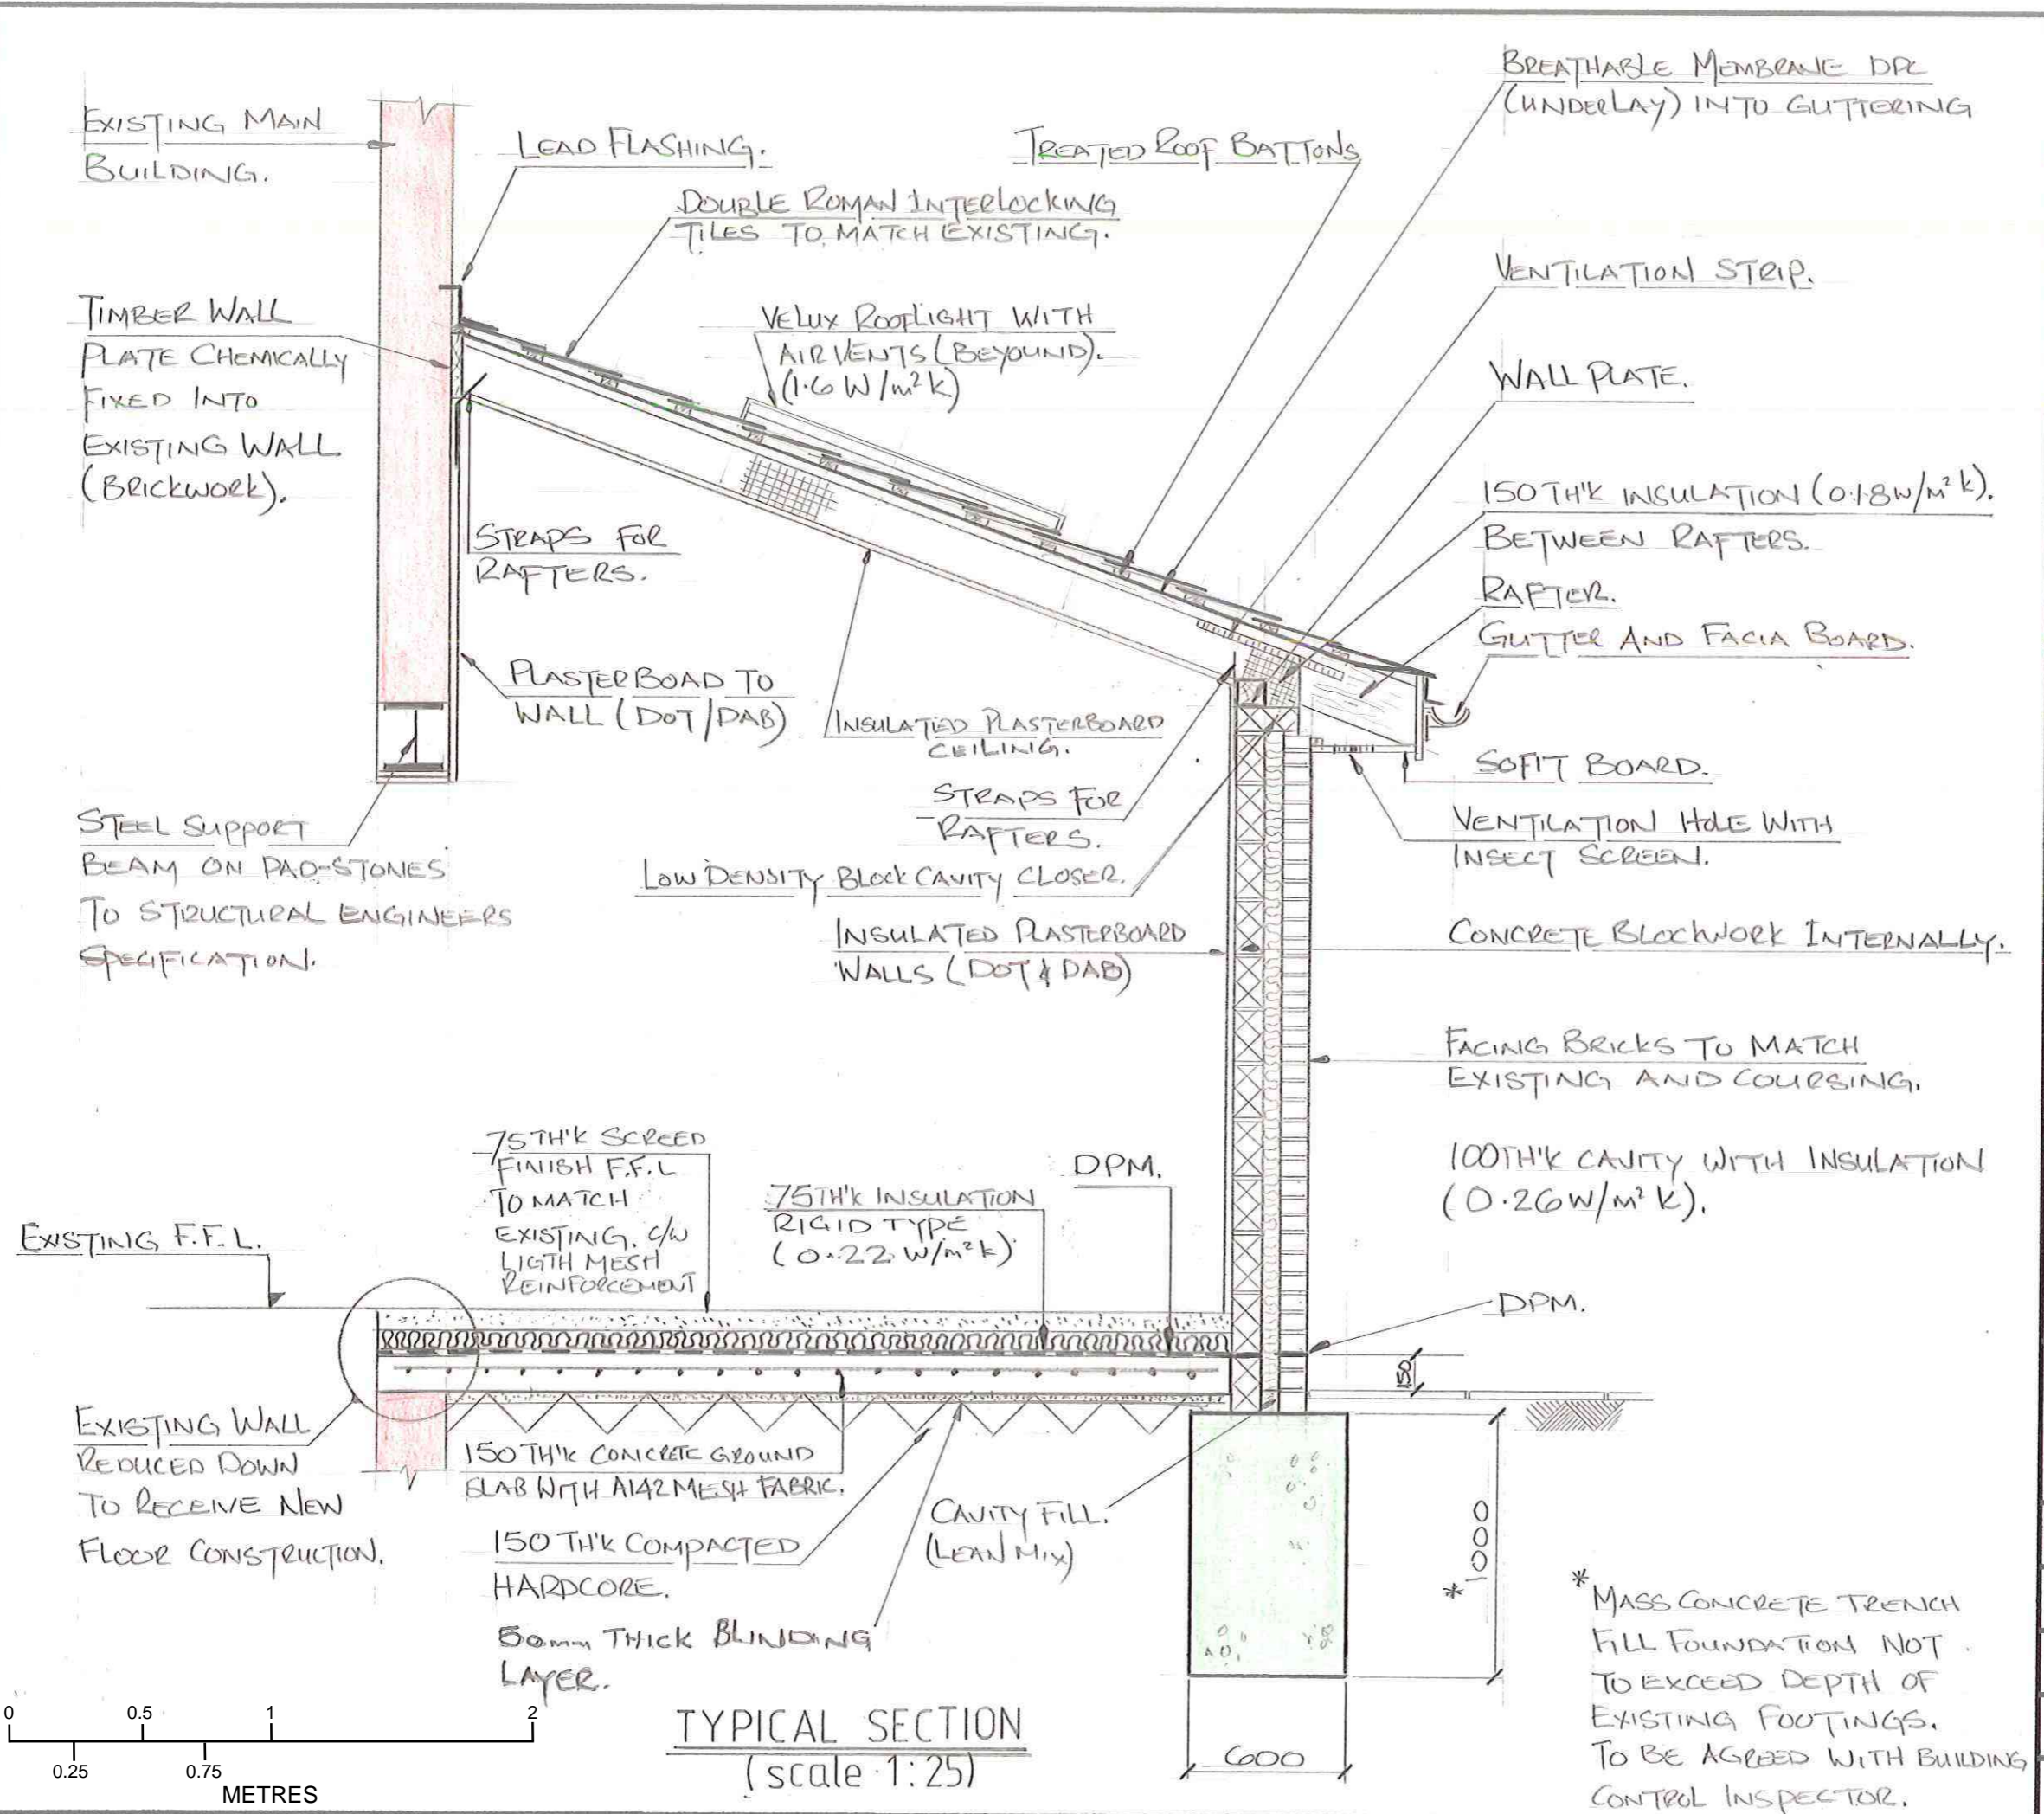 EXISTING MAIN
BUILDING.
LEAD FLASHING.
DOUBLE ROMAN INTERLOCKING
TILES TO MATCH EXISTING.
TREATED ROOF BATTONS
BREATHABLE MEMBRANE DPC
(UNDERLAY) INTO GUTTERING
VENTILATION STRIP.
WALL PLATE.
TIMBER WALL
PLATE CHEMICALLY
FIXED INTO
EXISTING WALL
(BRICKWORK).
VELUX ROOFLIGHT WITH
AIR VENTS (BEYOUND).
(1.6 W/m²K)
150 TH'K INSULATION (0.18W/m²K).
BETWEEN RAFTERS.
RAFTER.
GUTTER AND FACIA BOARD.
STRAPS FOR
RAFTERS.
PLASTERBOAD TO
WALL (DOT/DAB)
INSULATED PLASTERBOARD
CEILING.
STRAPS FOR
RAFTERS.
SOFIT BOARD.
VENTILATION HOLE WITH
INSECT SCREEN.
STEEL SUPPORT
BEAM ON PAD-STONES
TO STRUCTURAL ENGINEERS
SPECIFICATION.
LOW DENSITY BLOCK CAVITY CLOSER.
INSULATED PLASTERBOARD
WALLS (DOT & DAB)
CONCRETE BLOCKWORK INTERNALLY.
FACING BRICKS TO MATCH
EXISTING AND COURSING.
100TH'K CAVITY WITH INSULATION
(0.26W/m²K).
75TH'K SCREED
FINISH F.F.L
TO MATCH
EXISTING. C/W
LIGTH MESH
REINFORCEMENT
75TH'K INSULATION
RIGID TYPE
(0.22 W/m²K)
DPM.
EXISTING F.F.L.
DPM.
150
EXISTING WALL
REDUCED DOWN
TO RECEIVE NEW
FLOOR CONSTRUCTION.
150 TH'K CONCRETE GROUND
SLAB WITH A142 MESH FABRIC.
150 TH'K COMPACTED
HARDCORE.
50mm THICK BLINDING
LAYER.
CAVITY FILL.
(LEAN MIX)
* 1000
600
*MASS CONCRETE TRENCH
FILL FOUNDATION NOT
TO EXCEED DEPTH OF
EXISTING FOOTINGS.
TO BE AGREED WITH BUILDING
CONTROL INSPECTOR.
TYPICAL SECTION
(scale 1:25)
0 0.5 1 2
0.25 0.75
METRES